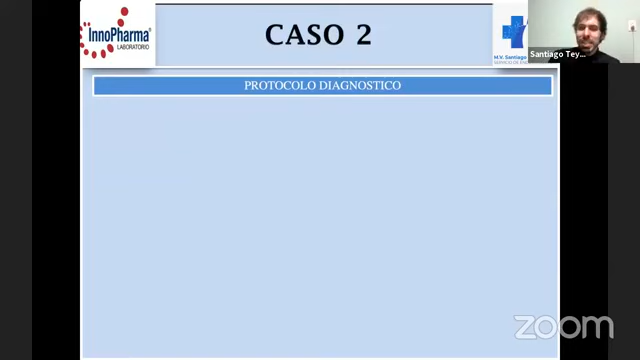 InnoPharma
LABORATORIO
CASO 2
M.V. Santiago
Santiago Tey...
PROTOCOLO DIAGNOSTICO
zoom